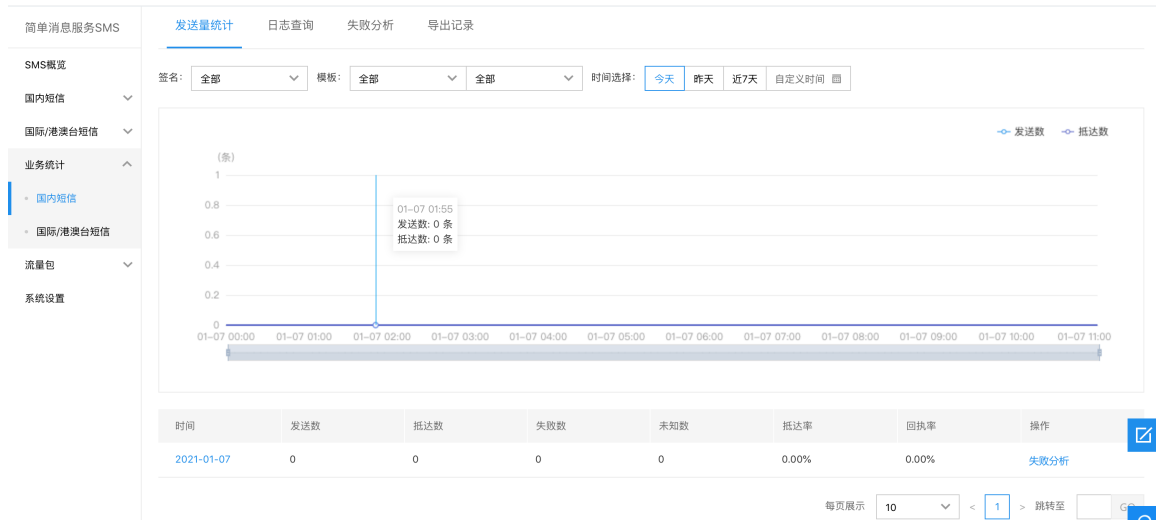 简单消息服务SMS
发送量统计 日志查询 失败分析 导出记录
SMS概览
国内短信
国际/港澳台短信
业务统计
国内短信
国际/港澳台短信
流量包
系统设置
签名: 全部 模板: 全部 全部 时间选择: 今天 昨天 近7天 自定义时间
发送数 抵达数
(条)
1
0.8
0.6
0.4
0.2
0
01-07 01:55
发送数: 0 条
抵达数: 0 条
01-07 00:00 01-07 01:00 01-07 02:00 01-07 03:00 01-07 04:00 01-07 05:00 01-07 06:00 01-07 07:00 01-07 08:00 01-07 09:00 01-07 10:00 01-07 11:00
时间 发送数 抵达数 失败数 未知数 抵达率 回执率 操作
2021-01-07 0 0 0 0 0.00% 0.00% 失败分析
每页展示 10 < 1 > 跳转至